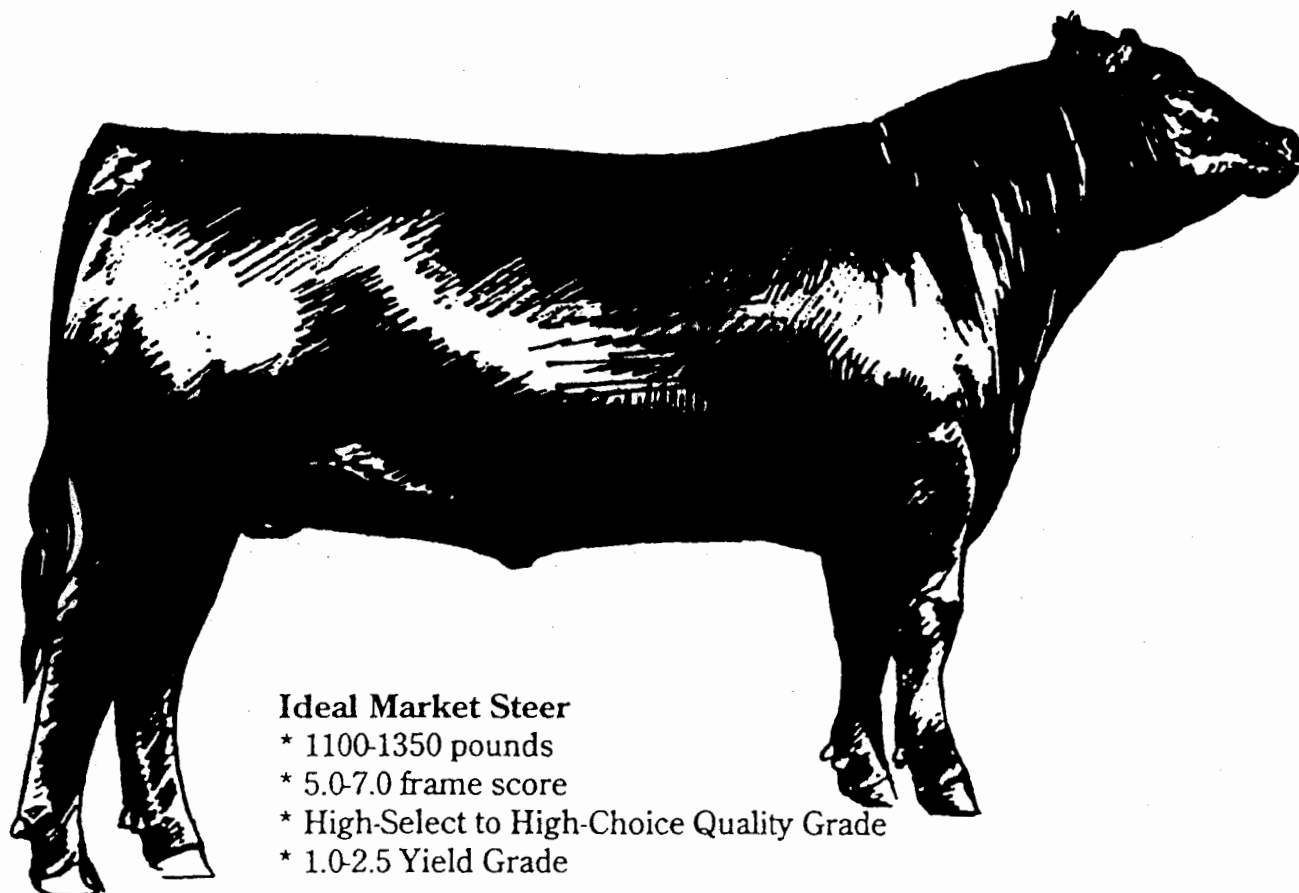 Ideal Market Steer
* 1100-1350 pounds
* 5.0-7.0 frame score
* High-Select to High-Choice Quality Grade
* 1.0-2.5 Yield Grade